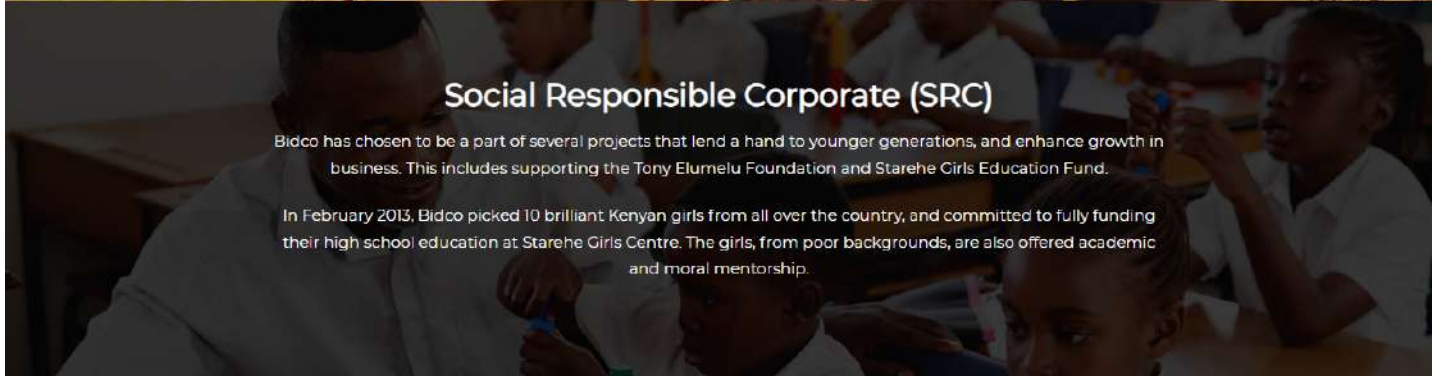 Social Responsible Corporate (SRC)
Bidco has chosen to be a part of several projects that lend a hand to younger generations, and enhance growth in
business. This includes supporting the Tony Elumelu Foundation and Starehe Girls Education Fund.
In February 2013, Bidco picked 10 brilliant Kenyan girls from all over the country, and committed to fully funding
their high school education at Starehe Girls Centre. The girls, from poor backgrounds, are also offered academic
and moral mentorship.